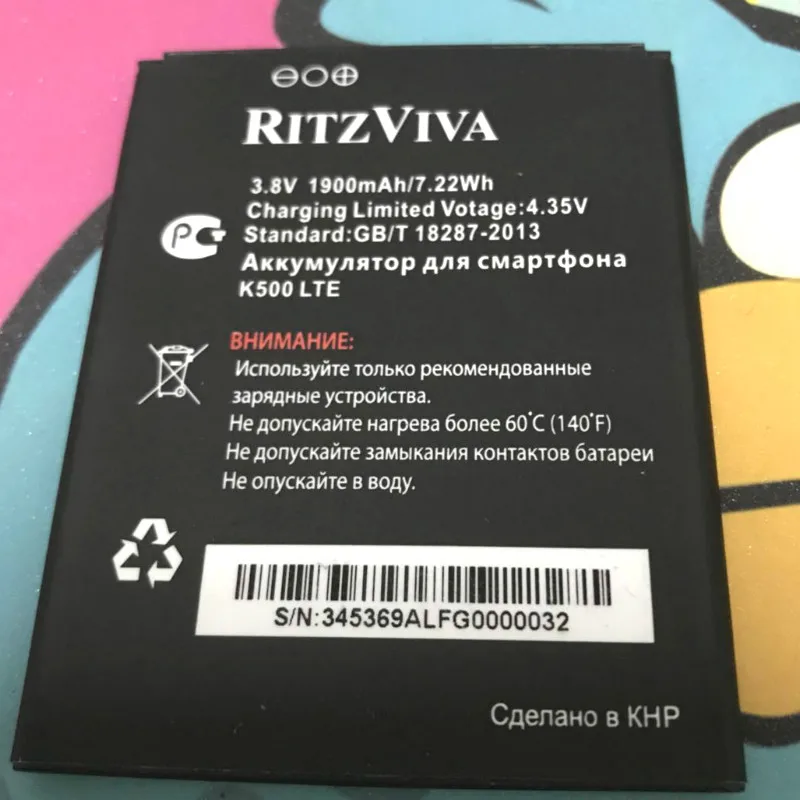 RITZVIVA
3.8V 1900mAh/7.22Wh
Charging Limited Votage:4.35V
Standard:GB/T 18287-2013
Аккумулятор для смартфона
K500 LTE
ВНИМАНИЕ:
Используйте только рекомендованные
зарядные устройства.
Не допускайте нагрева более 60°C (140°F)
Не допускайте замыкания контактов батареи
Не опускайте в воду.
S/N:345369ALFG0000032
Сделано в КНР